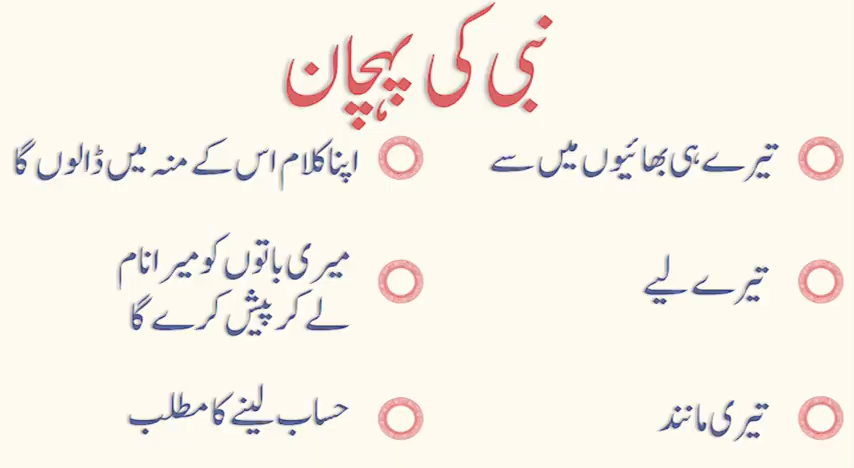 نبی کی پہچان
تیرے ہی بھائیوں میں سے
تیرے لیے
تیری مانند
اپنا کلام اس کے منہ میں ڈالوں گا
میری باتوں کو میرا نام
لے کر پیش کرے گا
حساب لینے کا مطلب